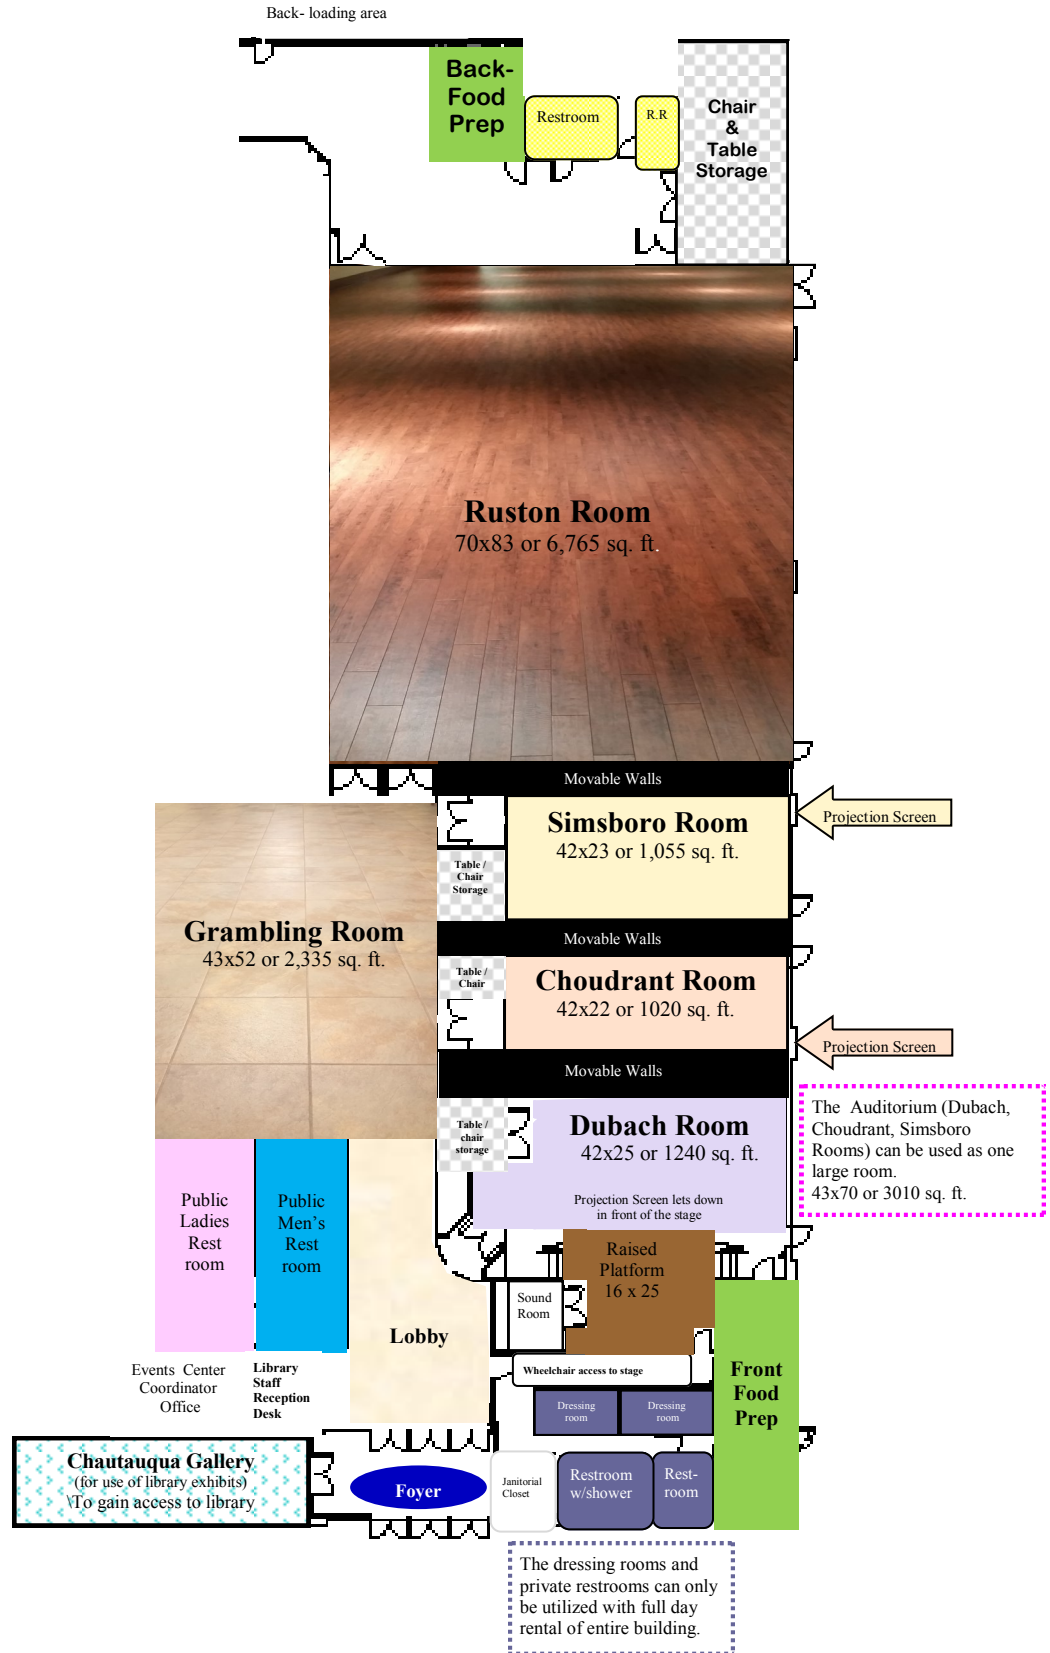 Back- loading area
Back-
Food
Prep
Restroom
R.R
Chair
&
Table
Storage
Ruston Room
70x83 or 6,765 sq. ft.
Movable Walls
Simsboro Room
42x23 or 1,055 sq. ft.
Projection Screen
Table /
Chair
Storage
Grambling Room
43x52 or 2,335 sq. ft.
Movable Walls
Table /
Chair
Choudrant Room
42x22 or 1020 sq. ft.
Projection Screen
Movable Walls
Table /
chair
storage
Dubach Room
42x25 or 1240 sq. ft.
Projection Screen lets down
in front of the stage
The Auditorium (Dubach,
Choudrant, Simsboro
Rooms) can be used as one
large room.
43x70 or 3010 sq. ft.
Public
Ladies
Rest
room
Public
Men's
Rest
room
Raised
Platform
16 x 25
Sound
Room
Lobby
Wheelchair access to stage
Front
Food
Prep
Events Center
Coordinator
Office
Library
Staff
Reception
Desk
Dressing
room
Dressing
room
Chautauqua Gallery
(for use of library exhibits)
\To gain access to library
Foyer
Janitorial
Closet
Restroom
w/shower
Rest-
room
The dressing rooms and
private restrooms can only
be utilized with full day
rental of entire building.